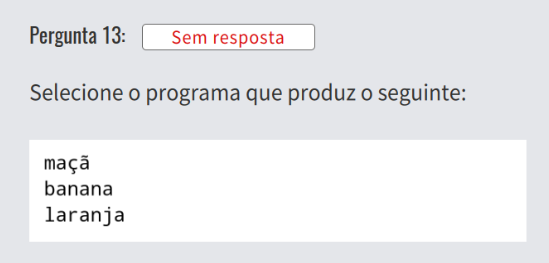 Pergunta 13: Sem resposta
Selecione o programa que produz o seguinte:
maçã
banana
laranja